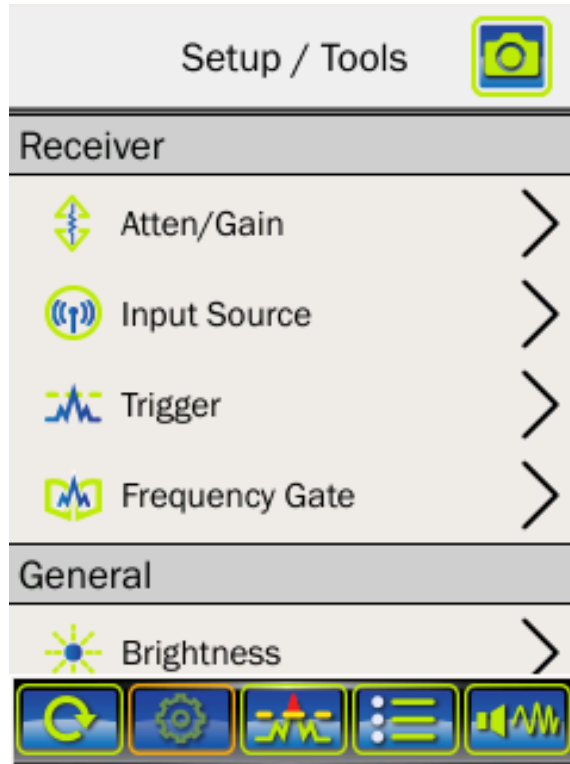 Setup / Tools
Receiver
Atten/Gain
Input Source
Trigger
Frequency Gate
General
Brightness